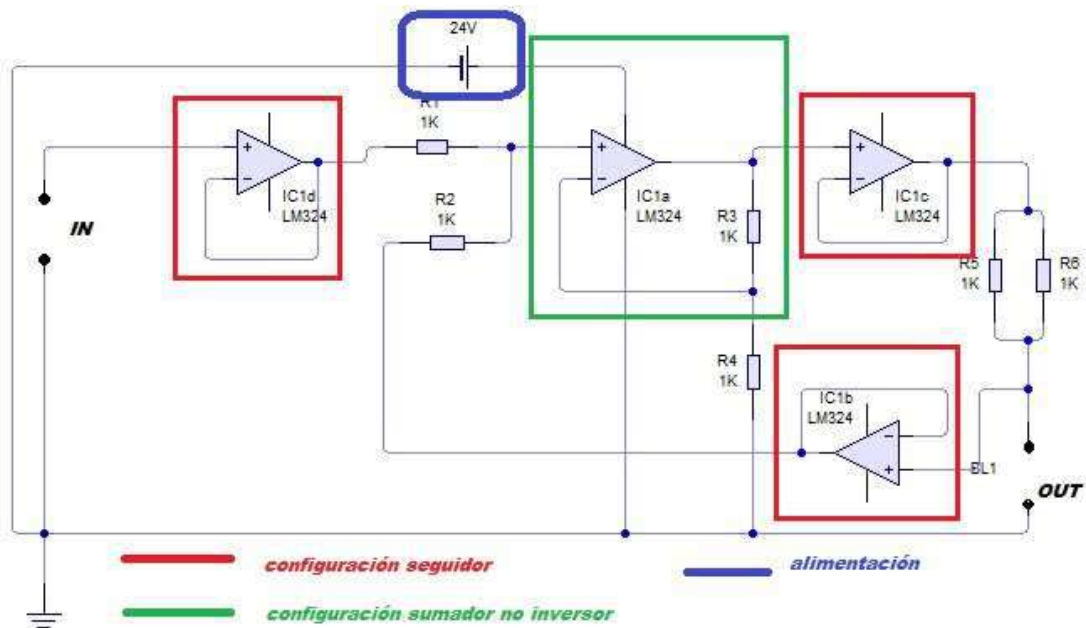 24V
R1
1K
IC1d
LM324
R2
1K
IC1a
LM324
R3
1K
IC1c
LM324
IN
R5
1K
R6
1K
R4
1K
IC1b
LM324
BL1
OUT
configuración seguidor
alimentación
configuración sumador no inversor